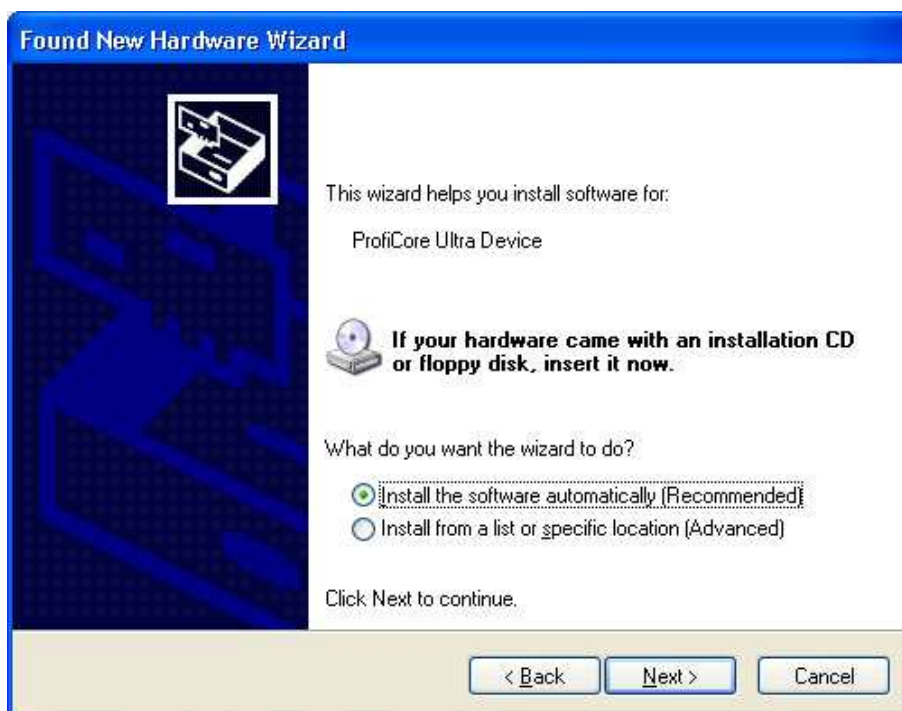 Found New Hardware Wizard
This wizard helps you install software for:
ProfiCore Ultra Device
If your hardware came with an installation CD
or floppy disk, insert it now.
What do you want the wizard to do?
Install the software automatically (Recommended)
Install from a list or specific location (Advanced)
Click Next to continue.
< Back
Next >
Cancel